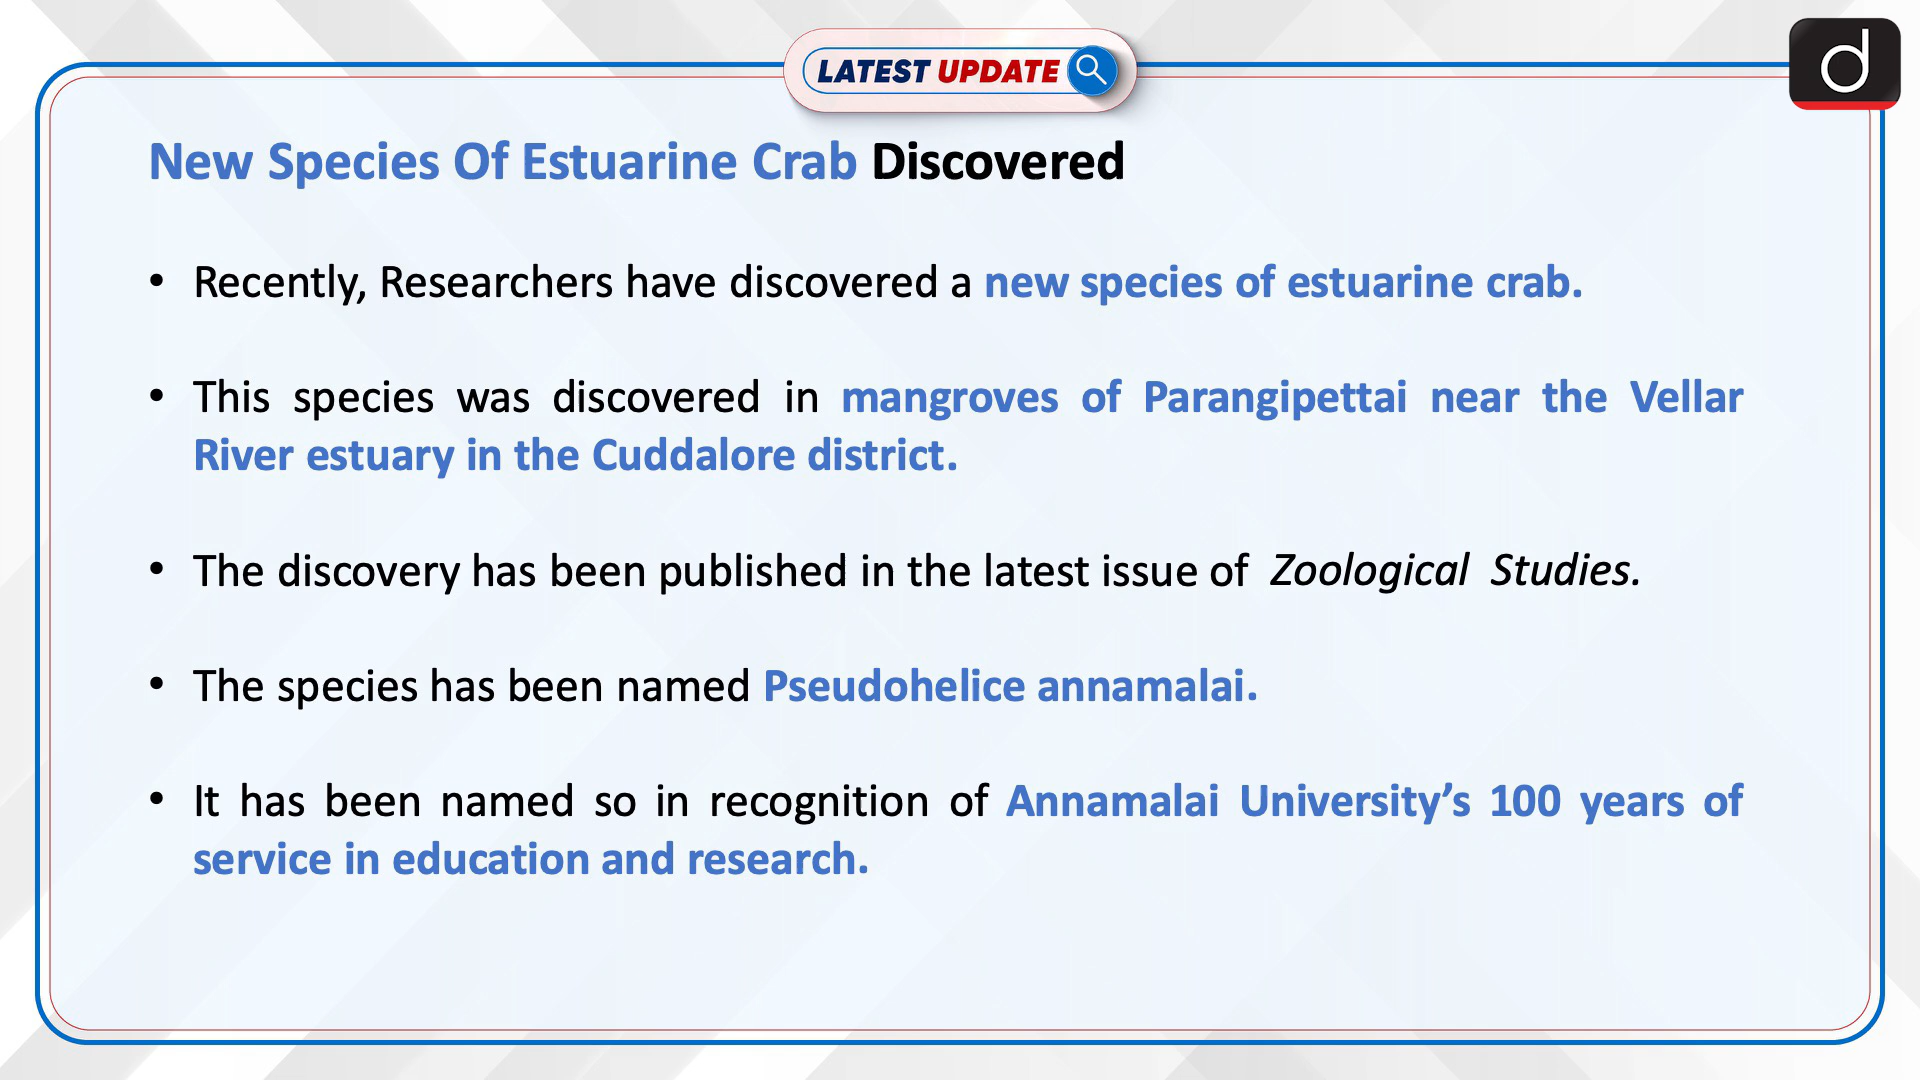 LATEST UPDATE
d
New Species Of Estuarine Crab Discovered
• Recently, Researchers have discovered a new species of estuarine crab.
• This species was discovered in mangroves of Parangipettai near the Vellar
River estuary in the Cuddalore district.
• The discovery has been published in the latest issue of Zoological Studies.
• The species has been named Pseudohelice annamalai.
• It has been named so in recognition of Annamalai University’s 100 years of
service in education and research.